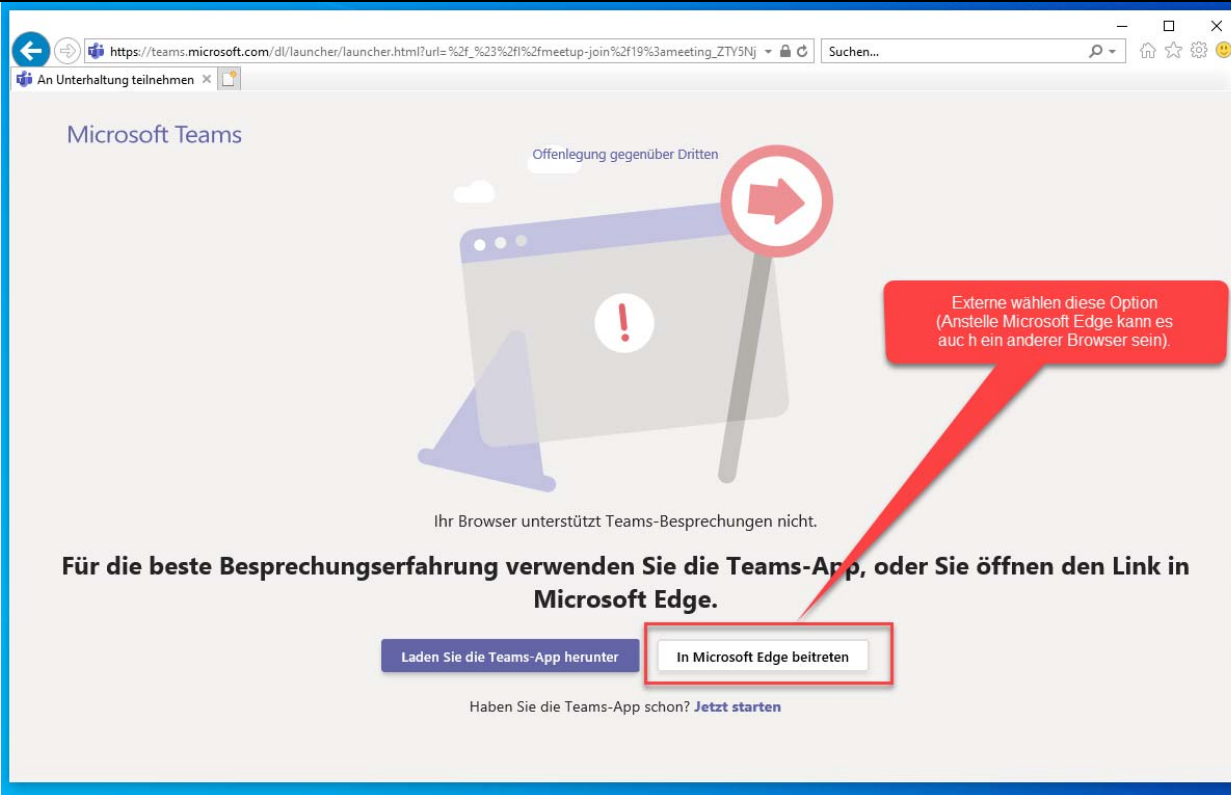 https://teams.microsoft.com/dl/launcher/launcher.html?url=%2f_%23%2fl%2fmeetup-join%2f19%3ameeting_ZTY5Nj
Suchen...
An Unterhaltung teilnehmen
Microsoft Teams
Offenlegung gegenüber Dritten
Externe wählen diese Option
(Anstelle Microsoft Edge kann es
auc h ein anderer Browser sein).
Ihr Browser unterstützt Teams-Besprechungen nicht.
Für die beste Besprechungserfahrung verwenden Sie die Teams-App, oder Sie öffnen den Link in
Microsoft Edge.
Laden Sie die Teams-App herunter
In Microsoft Edge beitreten
Haben Sie die Teams-App schon? Jetzt starten